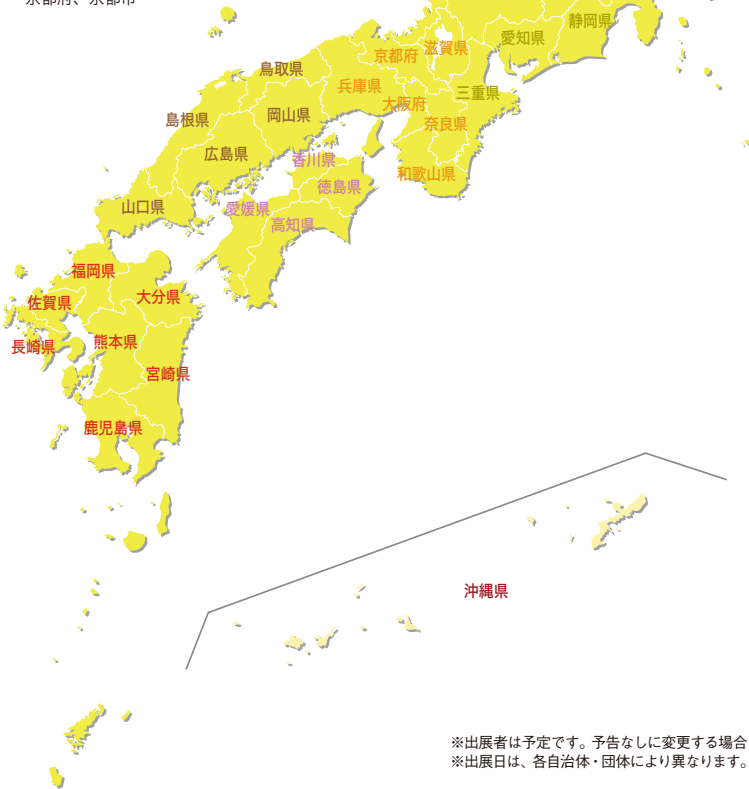 京都府、京都市
静岡県
愛知県
滋賀県
京都府
鳥取県
兵庫県
三重県
大阪府
岡山県
島根県
奈良県
広島県
香川県
和歌山県
徳島県
山口県
愛媛県
高知県
福岡県
大分県
佐賀県
熊本県
長崎県
宮崎県
鹿児島県
沖縄県
※出展者は予定です。予告なしに変更する場合
※出展日は、各自治体・団体により異なります。